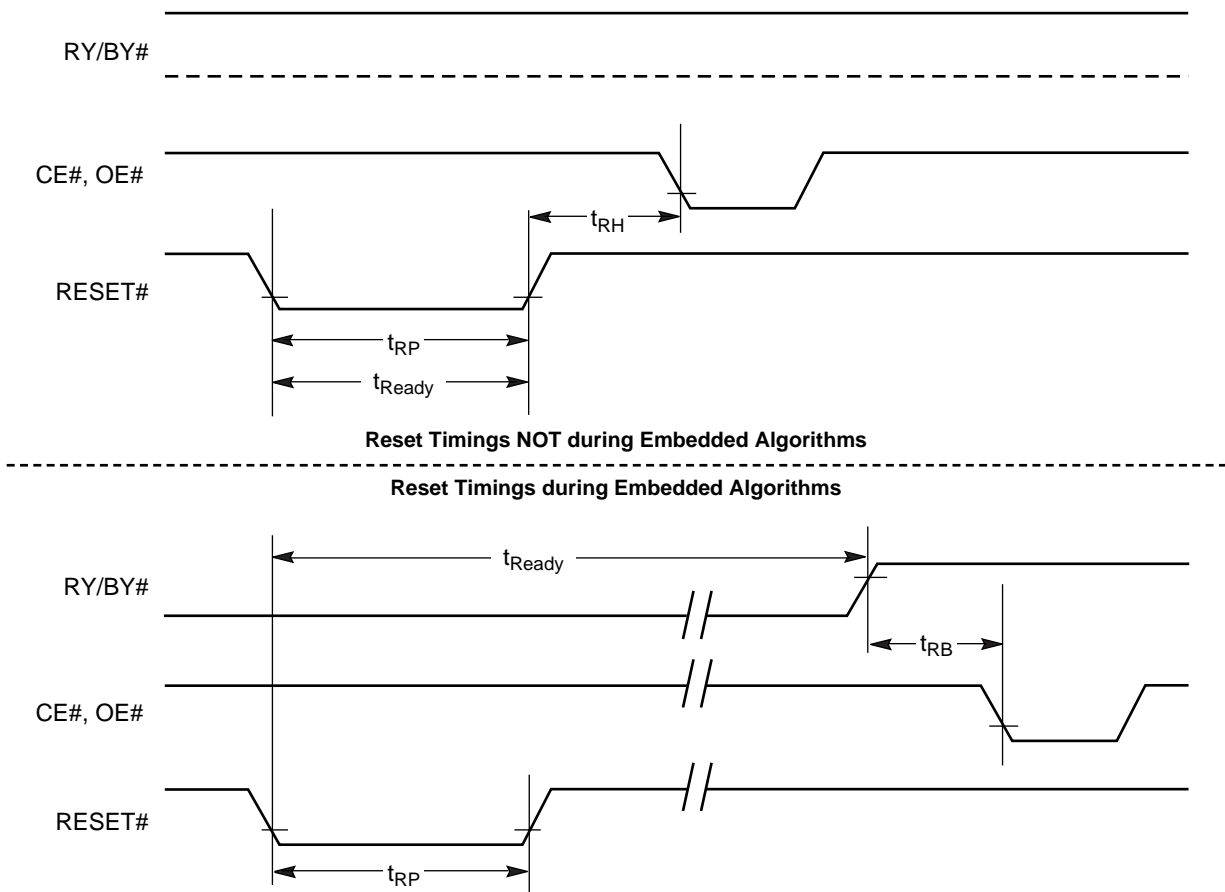 RY/BY#
CE#, OE#
tRH
RESET#
tRP
tReady
Reset Timings NOT during Embedded Algorithms
Reset Timings during Embedded Algorithms
tReady
RY/BY#
tRB
CE#, OE#
RESET#
tRP